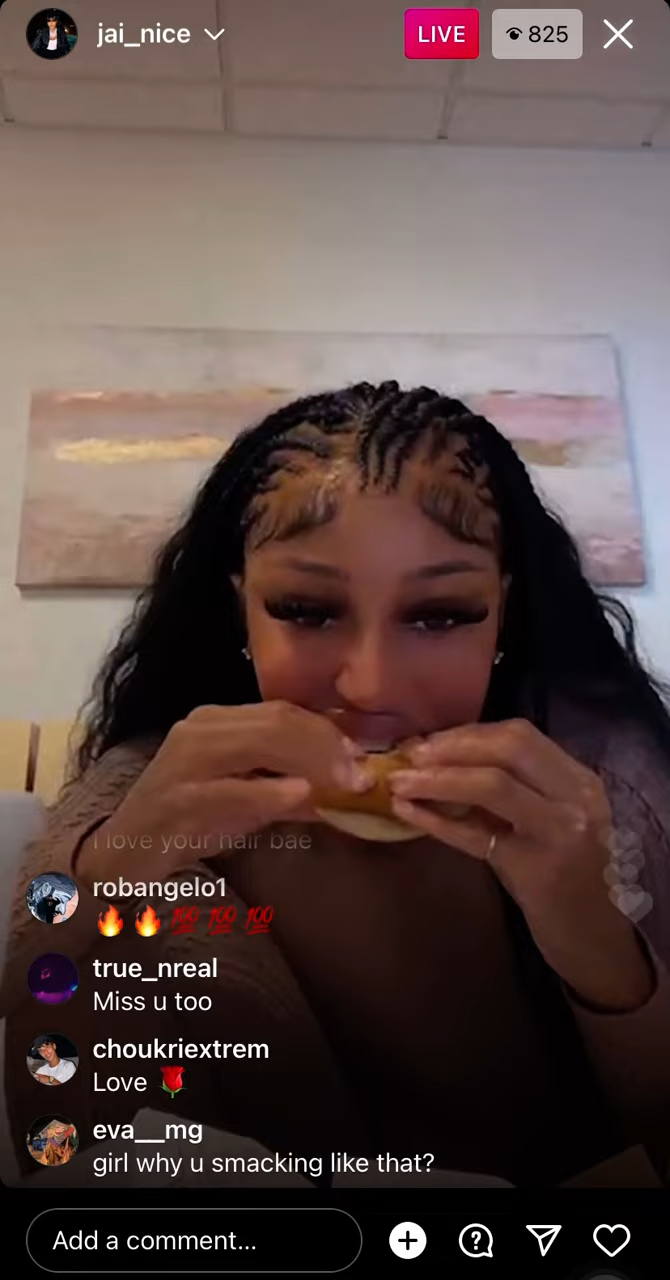 jai_nice
LIVE
825
I love your hair bae
robangelo1
🔥🔥💯💯💯
true_nreal
Miss u too
choukriextrem
Love 🌹
eva__mg
girl why u smacking like that?
Add a comment...